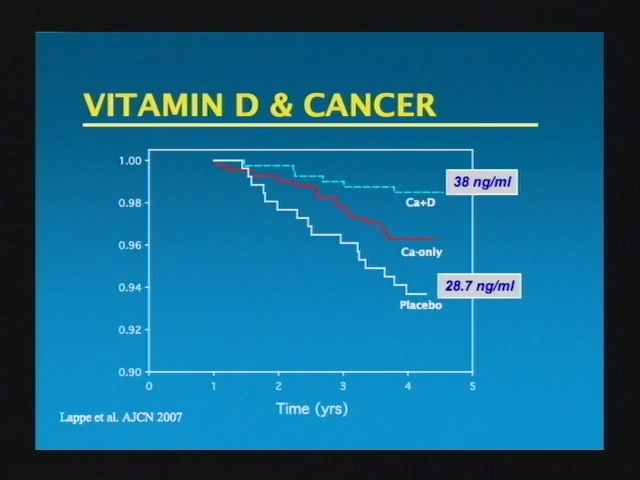 VITAMIN D & CANCER
1.00
0.98
0.96
0.94
0.92
0.90
0
1
2
3
4
5
Time (yrs)
Ca+D
38 ng/ml
Ca-only
28.7 ng/ml
Placebo
Lappe et al. AJCN 2007